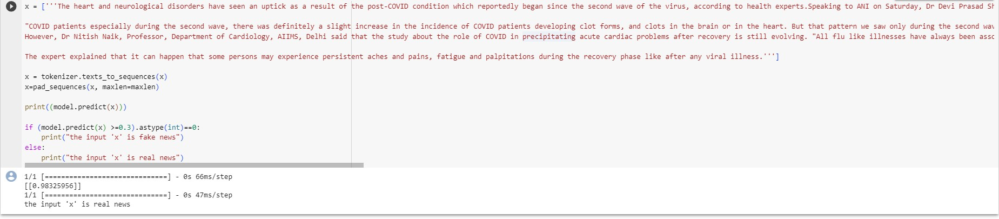 x = ['''The heart and neurological disorders have seen an uptick as a result of the post-COVID condition which reportedly began since the second wave of the virus, according to health experts.Speaking to ANI on Saturday, Dr Devi Prasad Sh
"COVID patients especially during the second wave, there was definitely a slight increase in the incidence of COVID patients developing clot forms, and clots in the brain or in the heart. But that pattern we saw only during the second wav
However, Dr Nitish Naik, Professor, Department of Cardiology, AIIMS, Delhi said that the study about the role of COVID in precipitating acute cardiac problems after recovery is still evolving. "All flu like illnesses have always been asso
The expert explained that it can happen that some persons may experience persistent aches and pains, fatigue and palpitations during the recovery phase like after any viral illness.''']
x = tokenizer.texts_to_sequences(x)
x=pad_sequences(x, maxlen=maxlen)
print((model.predict(x)))
if (model.predict(x) >=0.3).astype(int)==0:
    print("the input 'x' is fake news")
else:
    print("the input 'x' is real news")
1/1 [==============================] - 0s 66ms/step
[[0.98325956]]
1/1 [==============================] - 0s 47ms/step
the input 'x' is real news